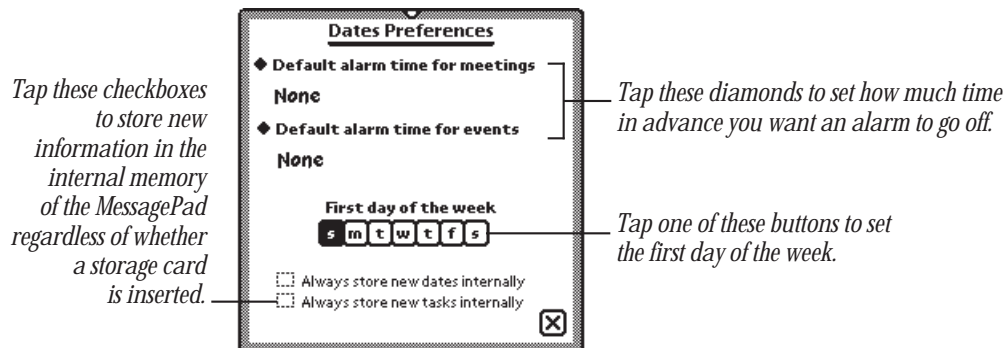 Dates Preferences
Default alarm time for meetings
None
Default alarm time for events
None
First day of the week
s m t w t f s
Always store new dates internally
Always store new tasks internally
Tap these checkboxes
to store new
information in the
internal memory
of the MessagePad
regardless of whether
a storage card
is inserted.
Tap these diamonds to set how much time
in advance you want an alarm to go off.
Tap one of these buttons to set
the first day of the week.